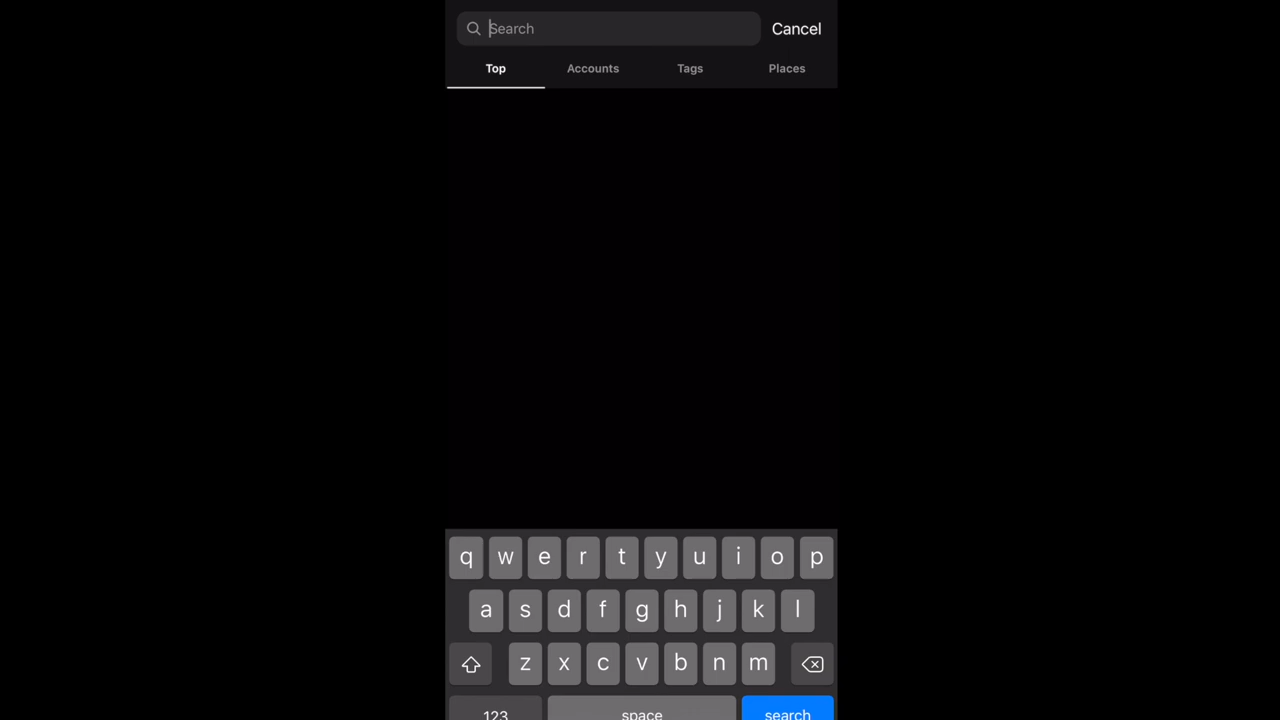 Search Cancel
Top Accounts Tags Places
q w e r t y u i o p
a s d f g h j k l
z x c v b n m
123 space search